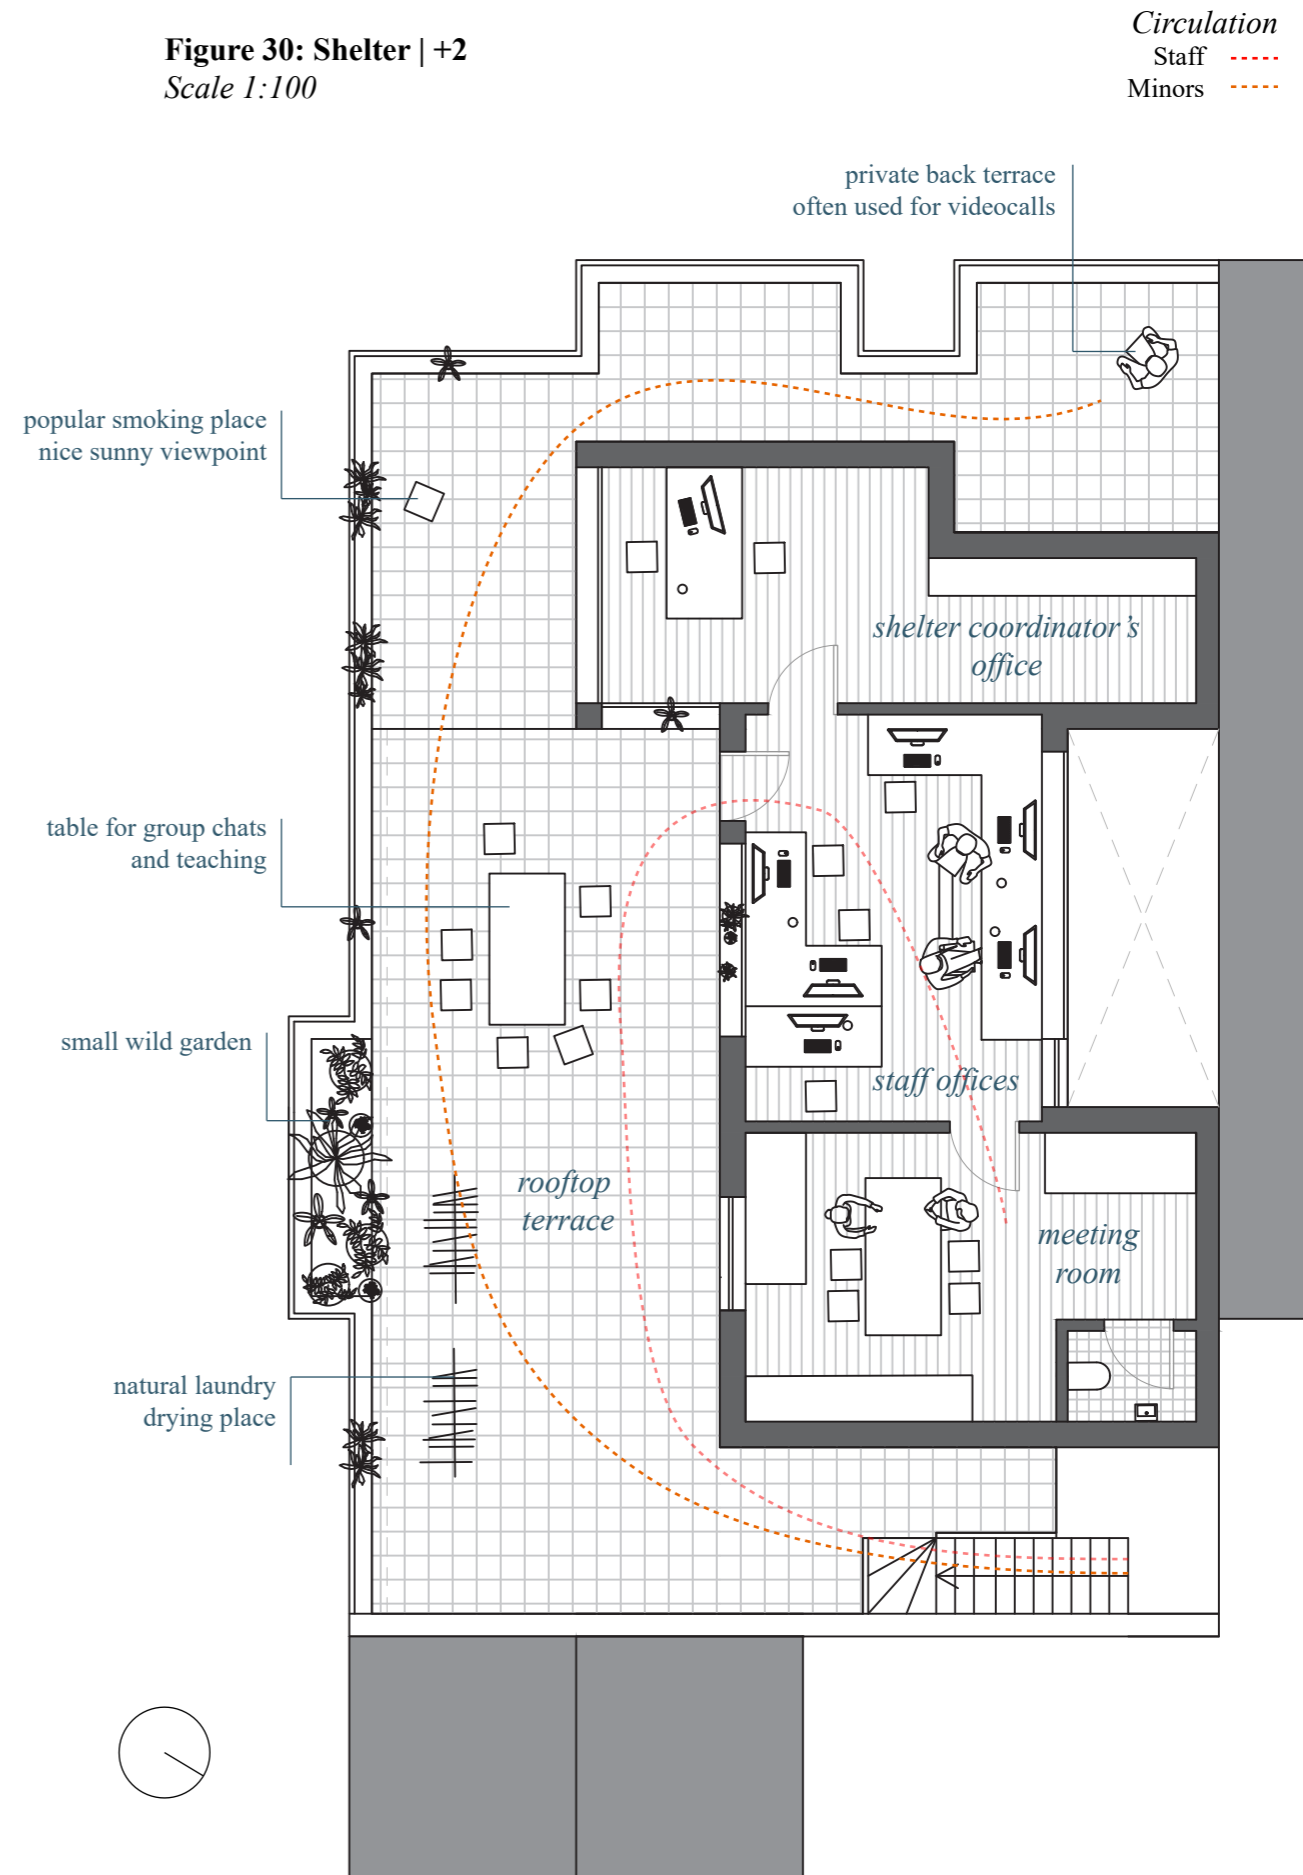 Figure 30: Shelter | +2
Scale 1:100
Circulation
Staff
Minors
private back terrace
often used for videocalls
popular smoking place
nice sunny viewpoint
shelter coordinator’s
office
table for group chats
and teaching
small wild garden
staff offices
rooftop
terrace
meeting
room
natural laundry
drying place